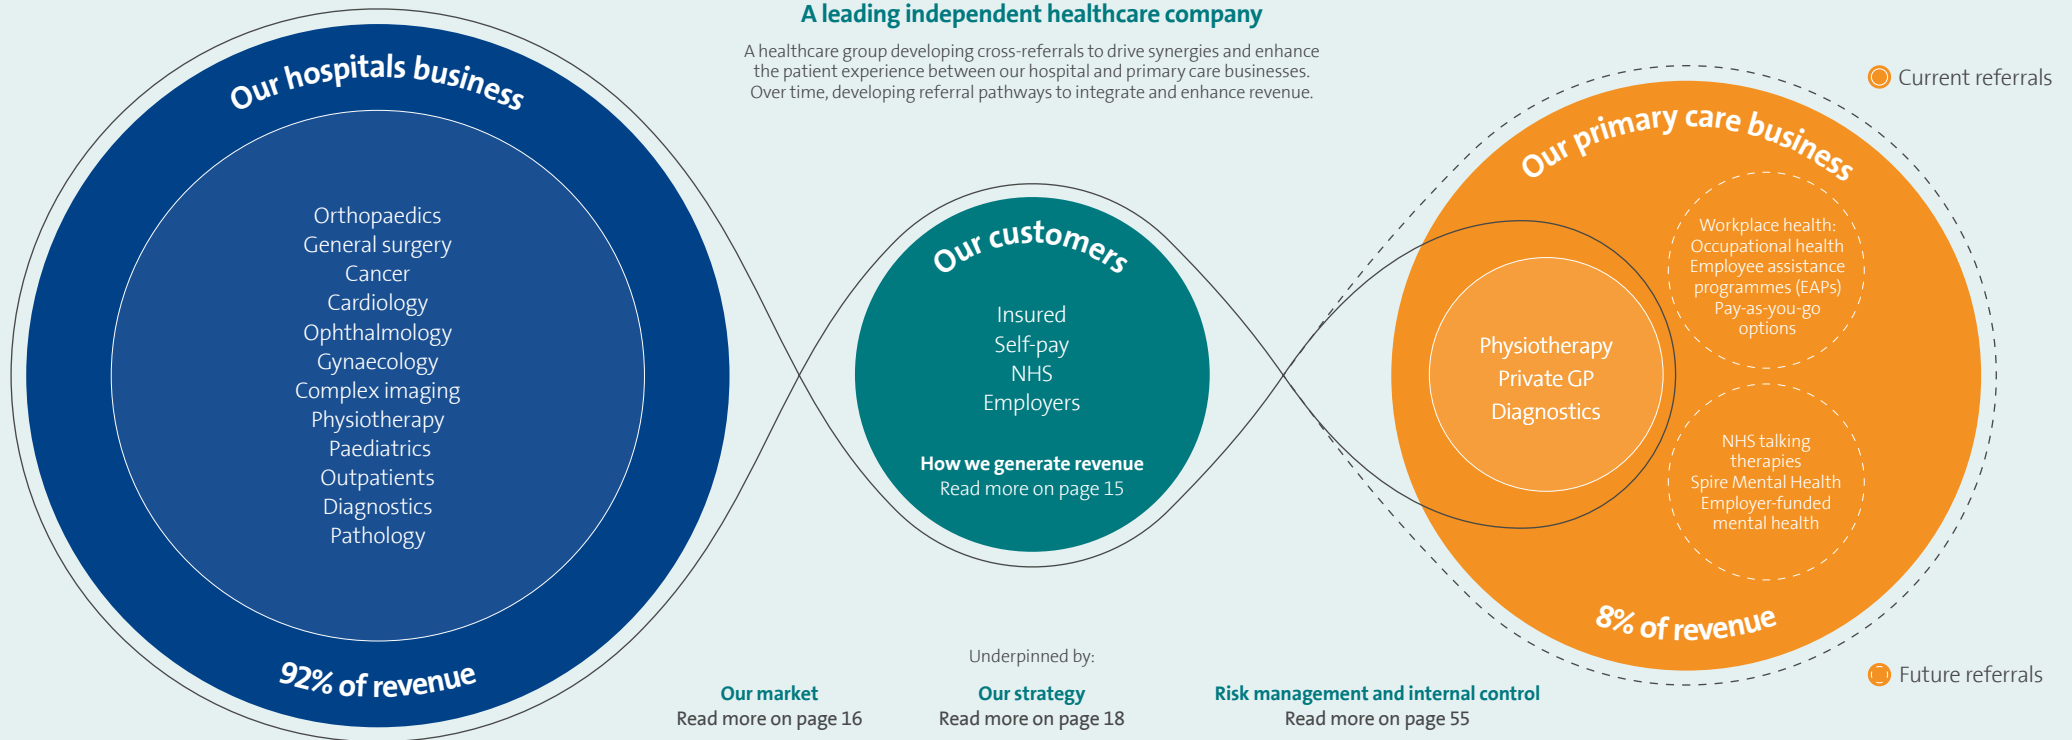 A leading independent healthcare company
A healthcare group developing cross-referrals to drive synergies and enhance
the patient experience between our hospital and primary care businesses.
Over time, developing referral pathways to integrate and enhance revenue.
Our hospitals business
Orthopaedics
General surgery
Cancer
Cardiology
Ophthalmology
Gynaecology
Complex imaging
Physiotherapy
Paediatrics
Outpatients
Diagnostics
Pathology
92% of revenue
Our customers
Insured
Self-pay
NHS
Employers
How we generate revenue
Read more on page 15
Our primary care business
Physiotherapy
Private GP
Diagnostics
Workplace health:
Occupational health
Employee assistance
programmes (EAPs)
Pay-as-you-go
options
NHS talking
therapies
Spire Mental Health
Employer-funded
mental health
8% of revenue
Current referrals
Future referrals
Underpinned by:
Our market
Read more on page 16
Our strategy
Read more on page 18
Risk management and internal control
Read more on page 55